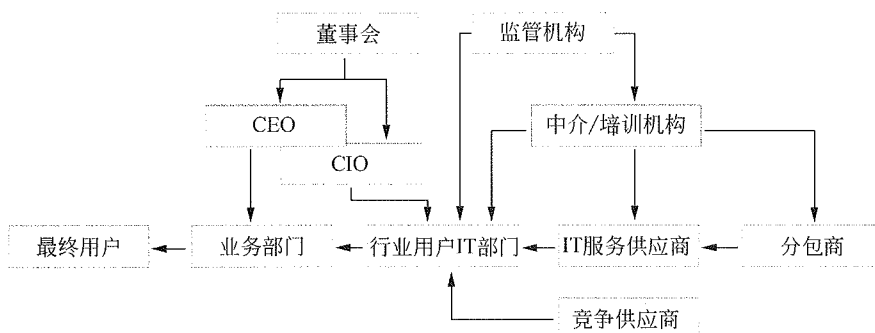 董事会
监管机构
CEO
中介/培训机构
CIO
最终用户
业务部门
行业用户IT部门
IT服务供应商
分包商
竞争供应商